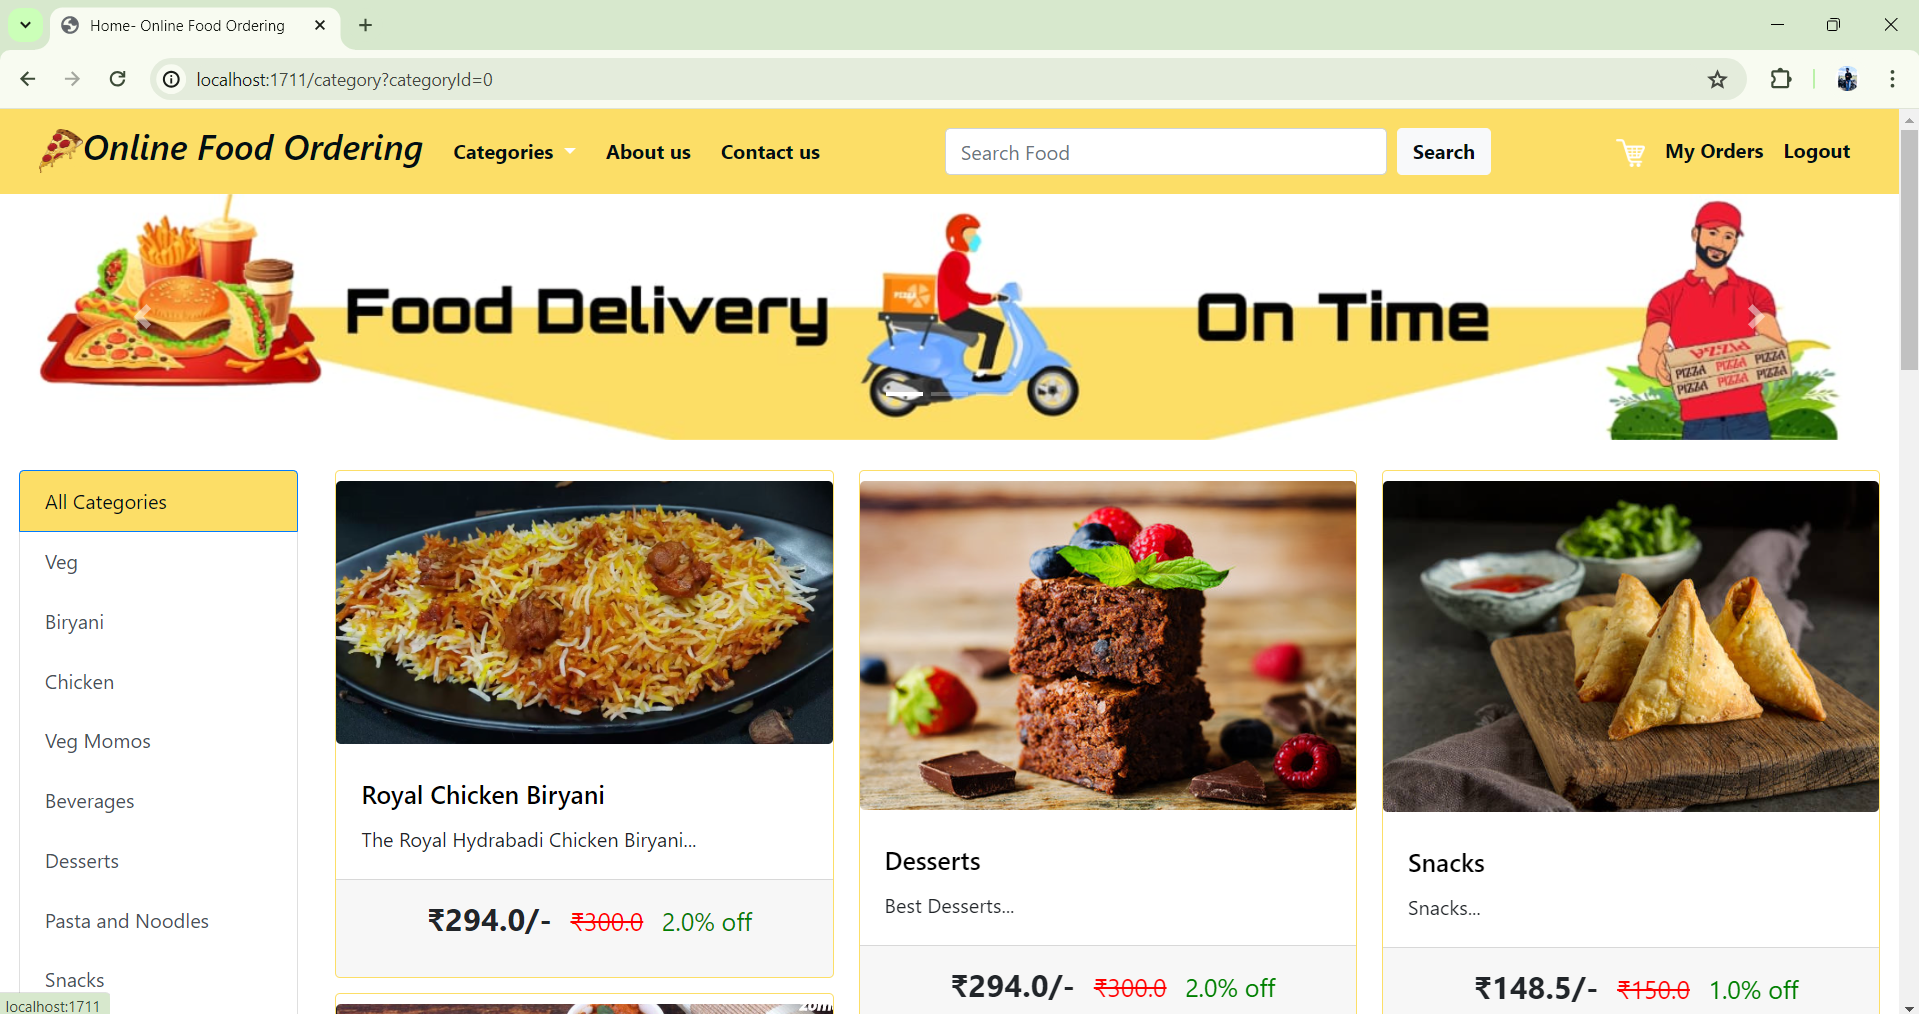 Home- Online Food Ordering
localhost:1711/category?categoryId=0
Online Food Ordering
Categories
About us
Contact us
Search Food
Search
My Orders
Logout
Food Delivery
On Time
PIZZA
PIZZA
PIZZA PIZZA PIZZA
PIZZA PIZZA PIZZA
All Categories
Veg
Biryani
Chicken
Veg Momos
Beverages
Desserts
Pasta and Noodles
Snacks
Royal Chicken Biryani
The Royal Hydrabadi Chicken Biryani...
₹294.0/- ₹300.0 2.0% off
Desserts
Best Desserts...
₹294.0/- ₹300.0 2.0% off
Snacks
Snacks...
₹148.5/- ₹150.0 1.0% off
localhost:1711